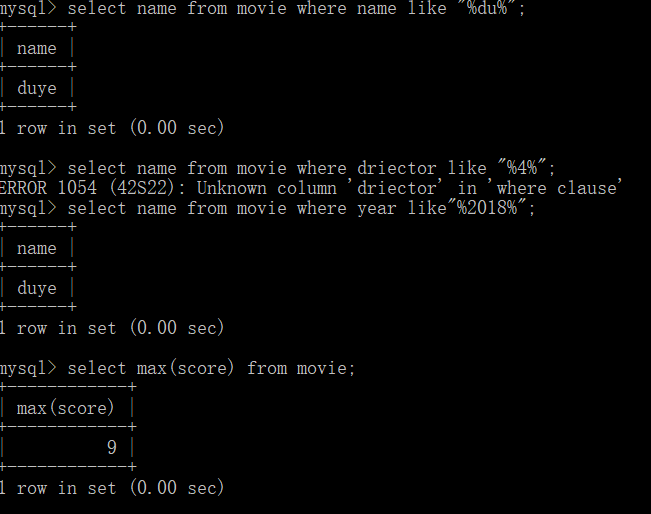 mysql> select name from movie where name like "%du%";
+------+
| name |
+------+
| duye |
+------+
1 row in set (0.00 sec)
mysql> select name from movie where driector like "%4%";
ERROR 1054 (42S22): Unknown column 'driector' in 'where clause'
mysql> select name from movie where year like"%2018%";
+------+
| name |
+------+
| duye |
+------+
1 row in set (0.00 sec)
mysql> select max(score) from movie;
+------------+
| max(score) |
+------------+
|          9 |
+------------+
1 row in set (0.00 sec)